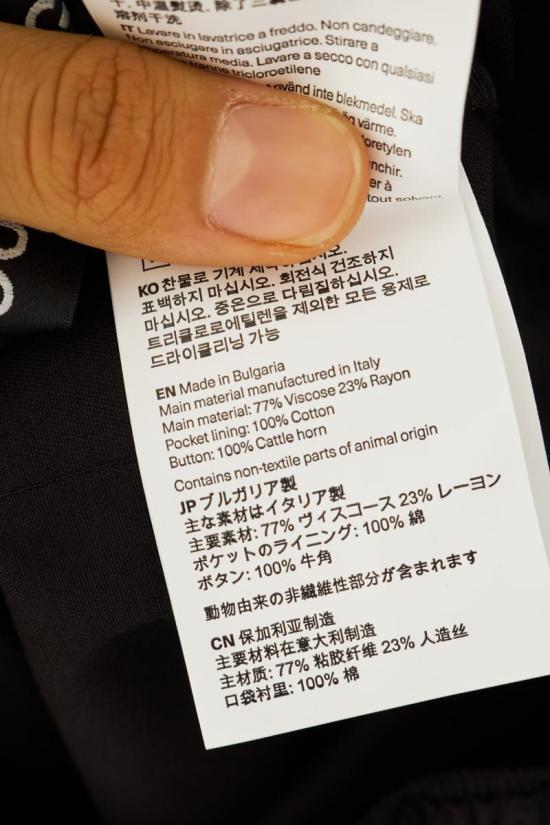 干. 中温熨烫. 除了三氯
溶剂干洗
IT Lavare in lavatrice a freddo. Non candeggiare.
Non asciugare in asciugatrice. Stirare a
temperatura media. Lavare a secco con qualsiasi
tranne tricloroetilene
Använd inte blekmedel. Ska
värme.
nchir.
er à
tout solvant
KO 찬물로 기계
표백하지 마십시오. 회전식 건조하지
마십시오. 중온으로 다림질하십시오.
트리클로로에틸렌을 제외한 모든 용제로
드라이클리닝 가능
EN Made in Bulgaria
Main material manufactured in Italy
Main material: 77% Viscose 23% Rayon
Pocket lining: 100% Cotton
Button: 100% Cattle horn
Contains non-textile parts of animal origin
JP ブルガリア製
主な素材はイタリア製
主要素材: 77% ヴィスコース 23% レーヨン
ポケットのライニング: 100% 綿
ボタン: 100% 牛角
動物由来の非繊維性部分が含まれます
CN 保加利亚制造
主要材料在意大利制造
主材质: 77% 粘胶纤维 23% 人造丝
口袋衬里: 100% 棉